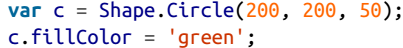 var c = Shape.Circle(200, 200, 50);
c.fillColor = 'green';